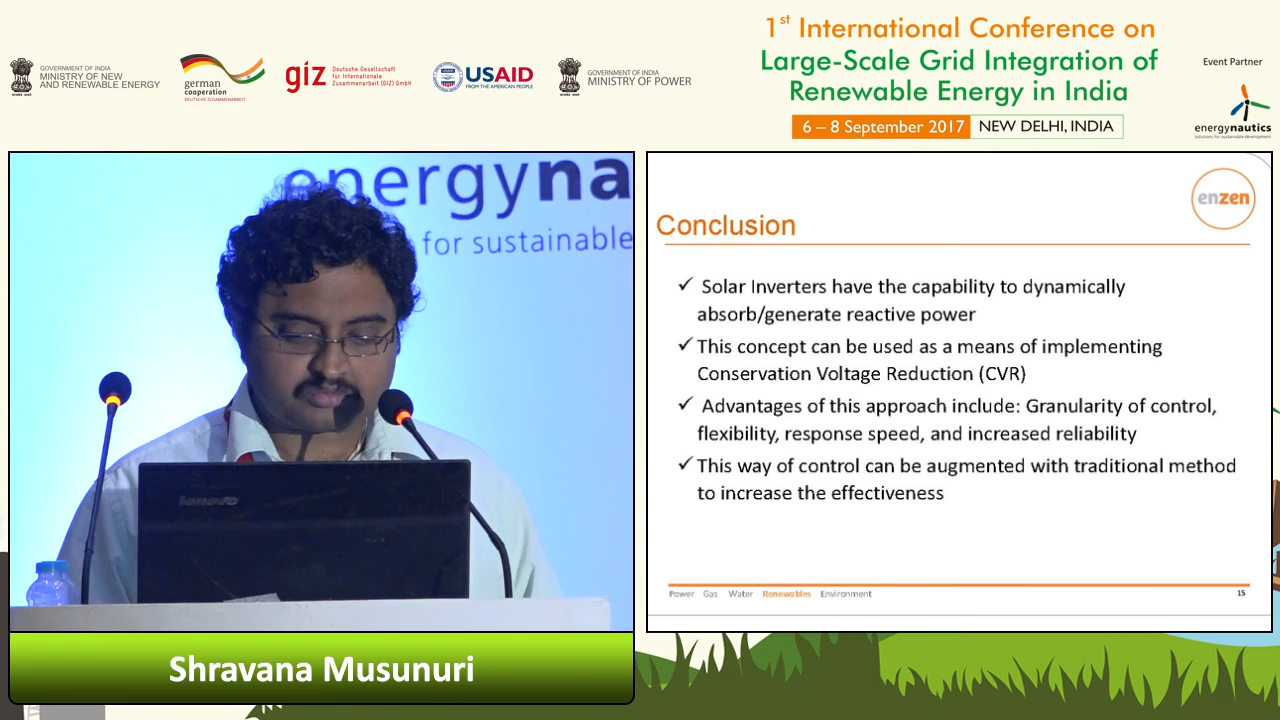 GOVERNMENT OF INDIA
MINISTRY OF NEW
AND RENEWABLE ENERGY
german
cooperation
DEUTSCHE ZUSAMMENARBEIT
giz
Deutsche Gesellschaft
für Internationale
Zusammenarbeit (GIZ) GmbH
USAID
FROM THE AMERICAN PEOPLE
GOVERNMENT OF INDIA
MINISTRY OF POWER
1st International Conference on
Large-Scale Grid Integration of
Renewable Energy in India
6 – 8 September 2017 NEW DELHI, INDIA
Event Partner
energynautics
solutions for sustainable development
energyna
for sustainable
lenovo
Shravana Musunuri
enzen
Conclusion
✓ Solar Inverters have the capability to dynamically
absorb/generate reactive power
✓ This concept can be used as a means of implementing
Conservation Voltage Reduction (CVR)
✓ Advantages of this approach include: Granularity of control,
flexibility, response speed, and increased reliability
✓ This way of control can be augmented with traditional method
to increase the effectiveness
Power Gas Water Renewables Environment
15